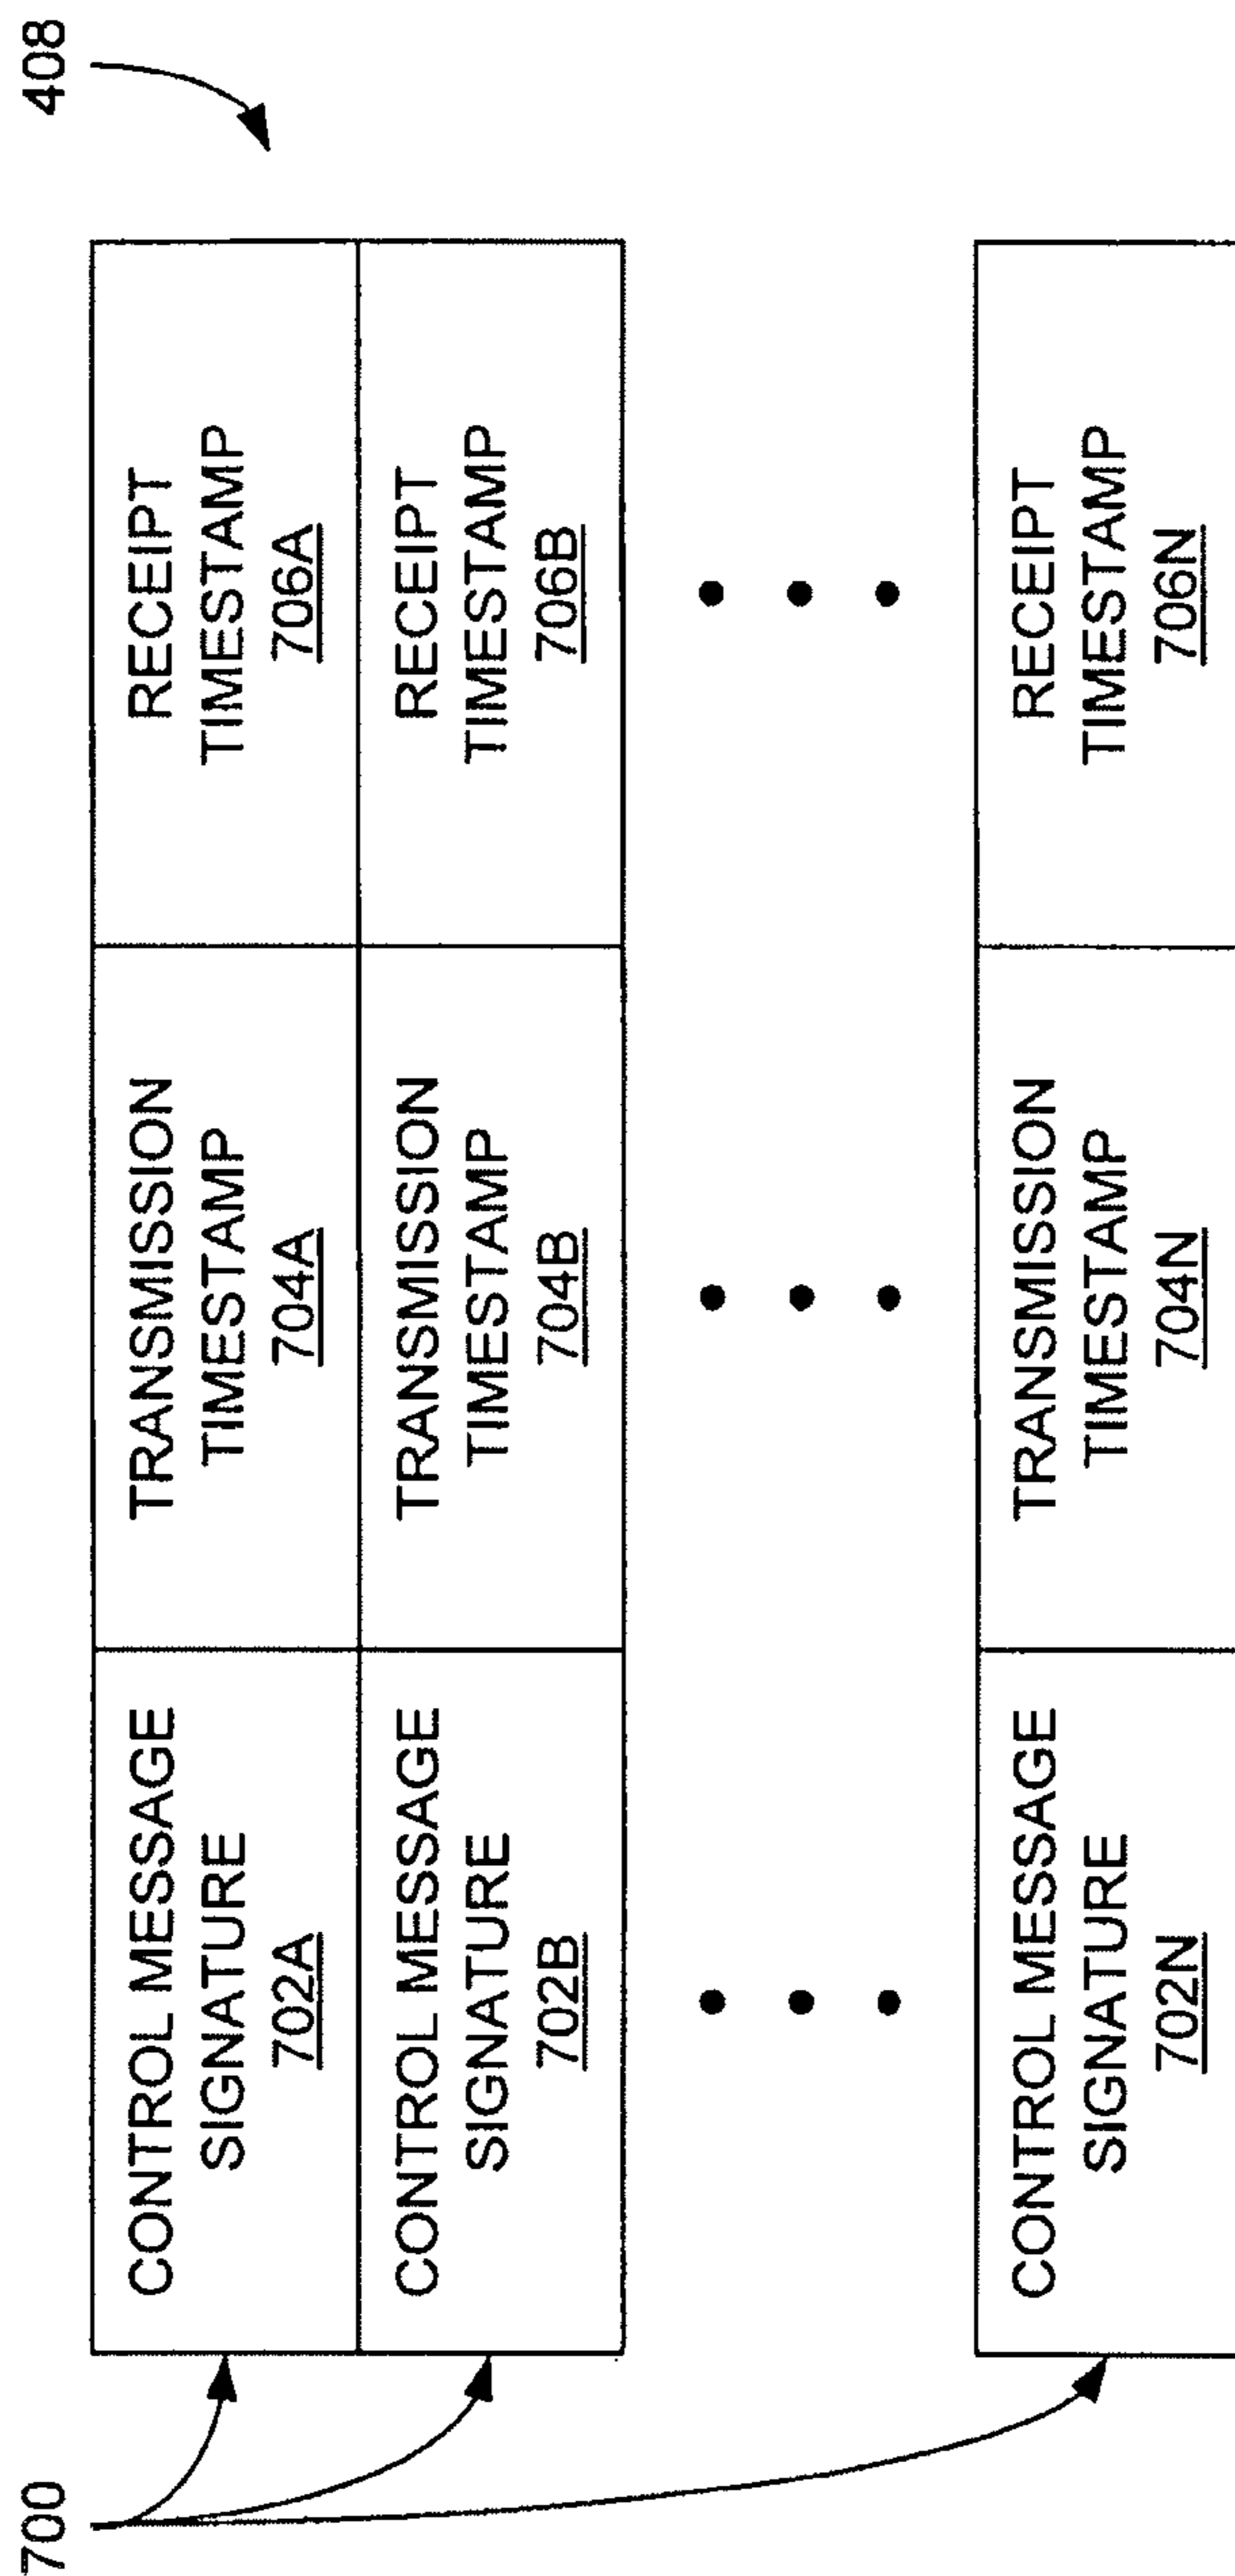 408
700
CONTROL MESSAGE
SIGNATURE
702A
TRANSMISSION
TIMESTAMP
704A
RECEIPT
TIMESTAMP
706A
CONTROL MESSAGE
SIGNATURE
702B
TRANSMISSION
TIMESTAMP
704B
RECEIPT
TIMESTAMP
706B
CONTROL MESSAGE
SIGNATURE
702N
TRANSMISSION
TIMESTAMP
704N
RECEIPT
TIMESTAMP
706N